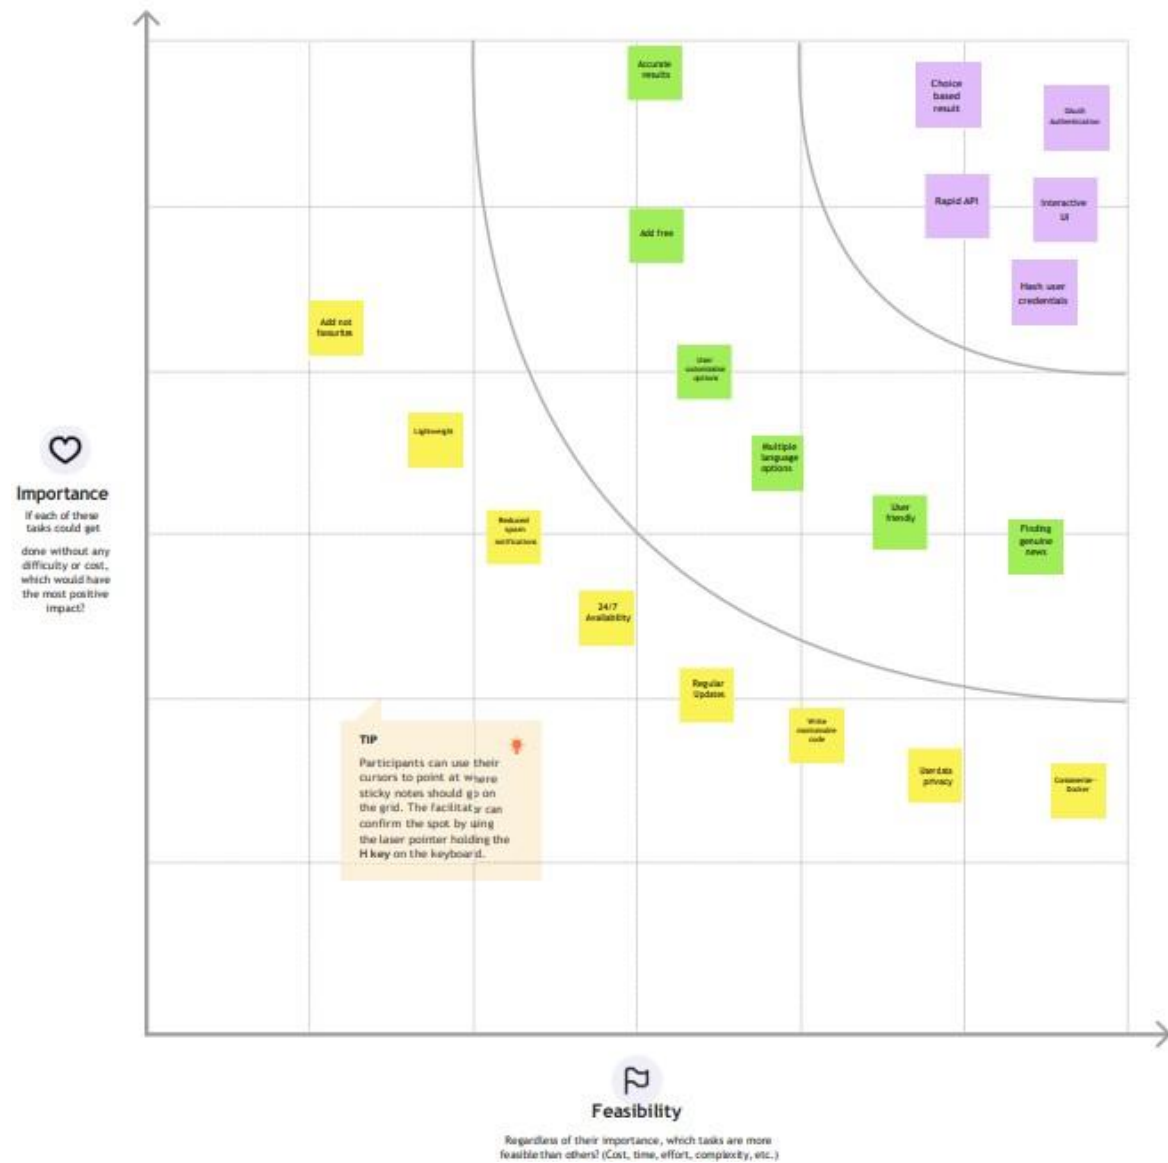 Accurate
results
Choice
based
result
OAuth
Authentication
Rapid API
Interactive
UI
Add free
Hash user
credentials
Add not
favourites
User
customization
options
Lightweight
Multiple
language
options
User
friendly
Finding
genuine
news
Reduced
spam
notifications
24/7
Availability
Regular
Updates
Write
maintainable
code
Userdata
privacy
Containerize-
Docker
Importance
If each of these
tasks could get
done without any
difficulty or cost,
which would have
the most positive
impact?
TIP
Participants can use their
cursors to point at where
sticky notes should go on
the grid. The facilitator can
confirm the spot by using
the laser pointer holding the
H key on the keyboard.
Feasibility
Regardless of their importance, which tasks are more
feasible than others? (Cost, time, effort, complexity, etc.)